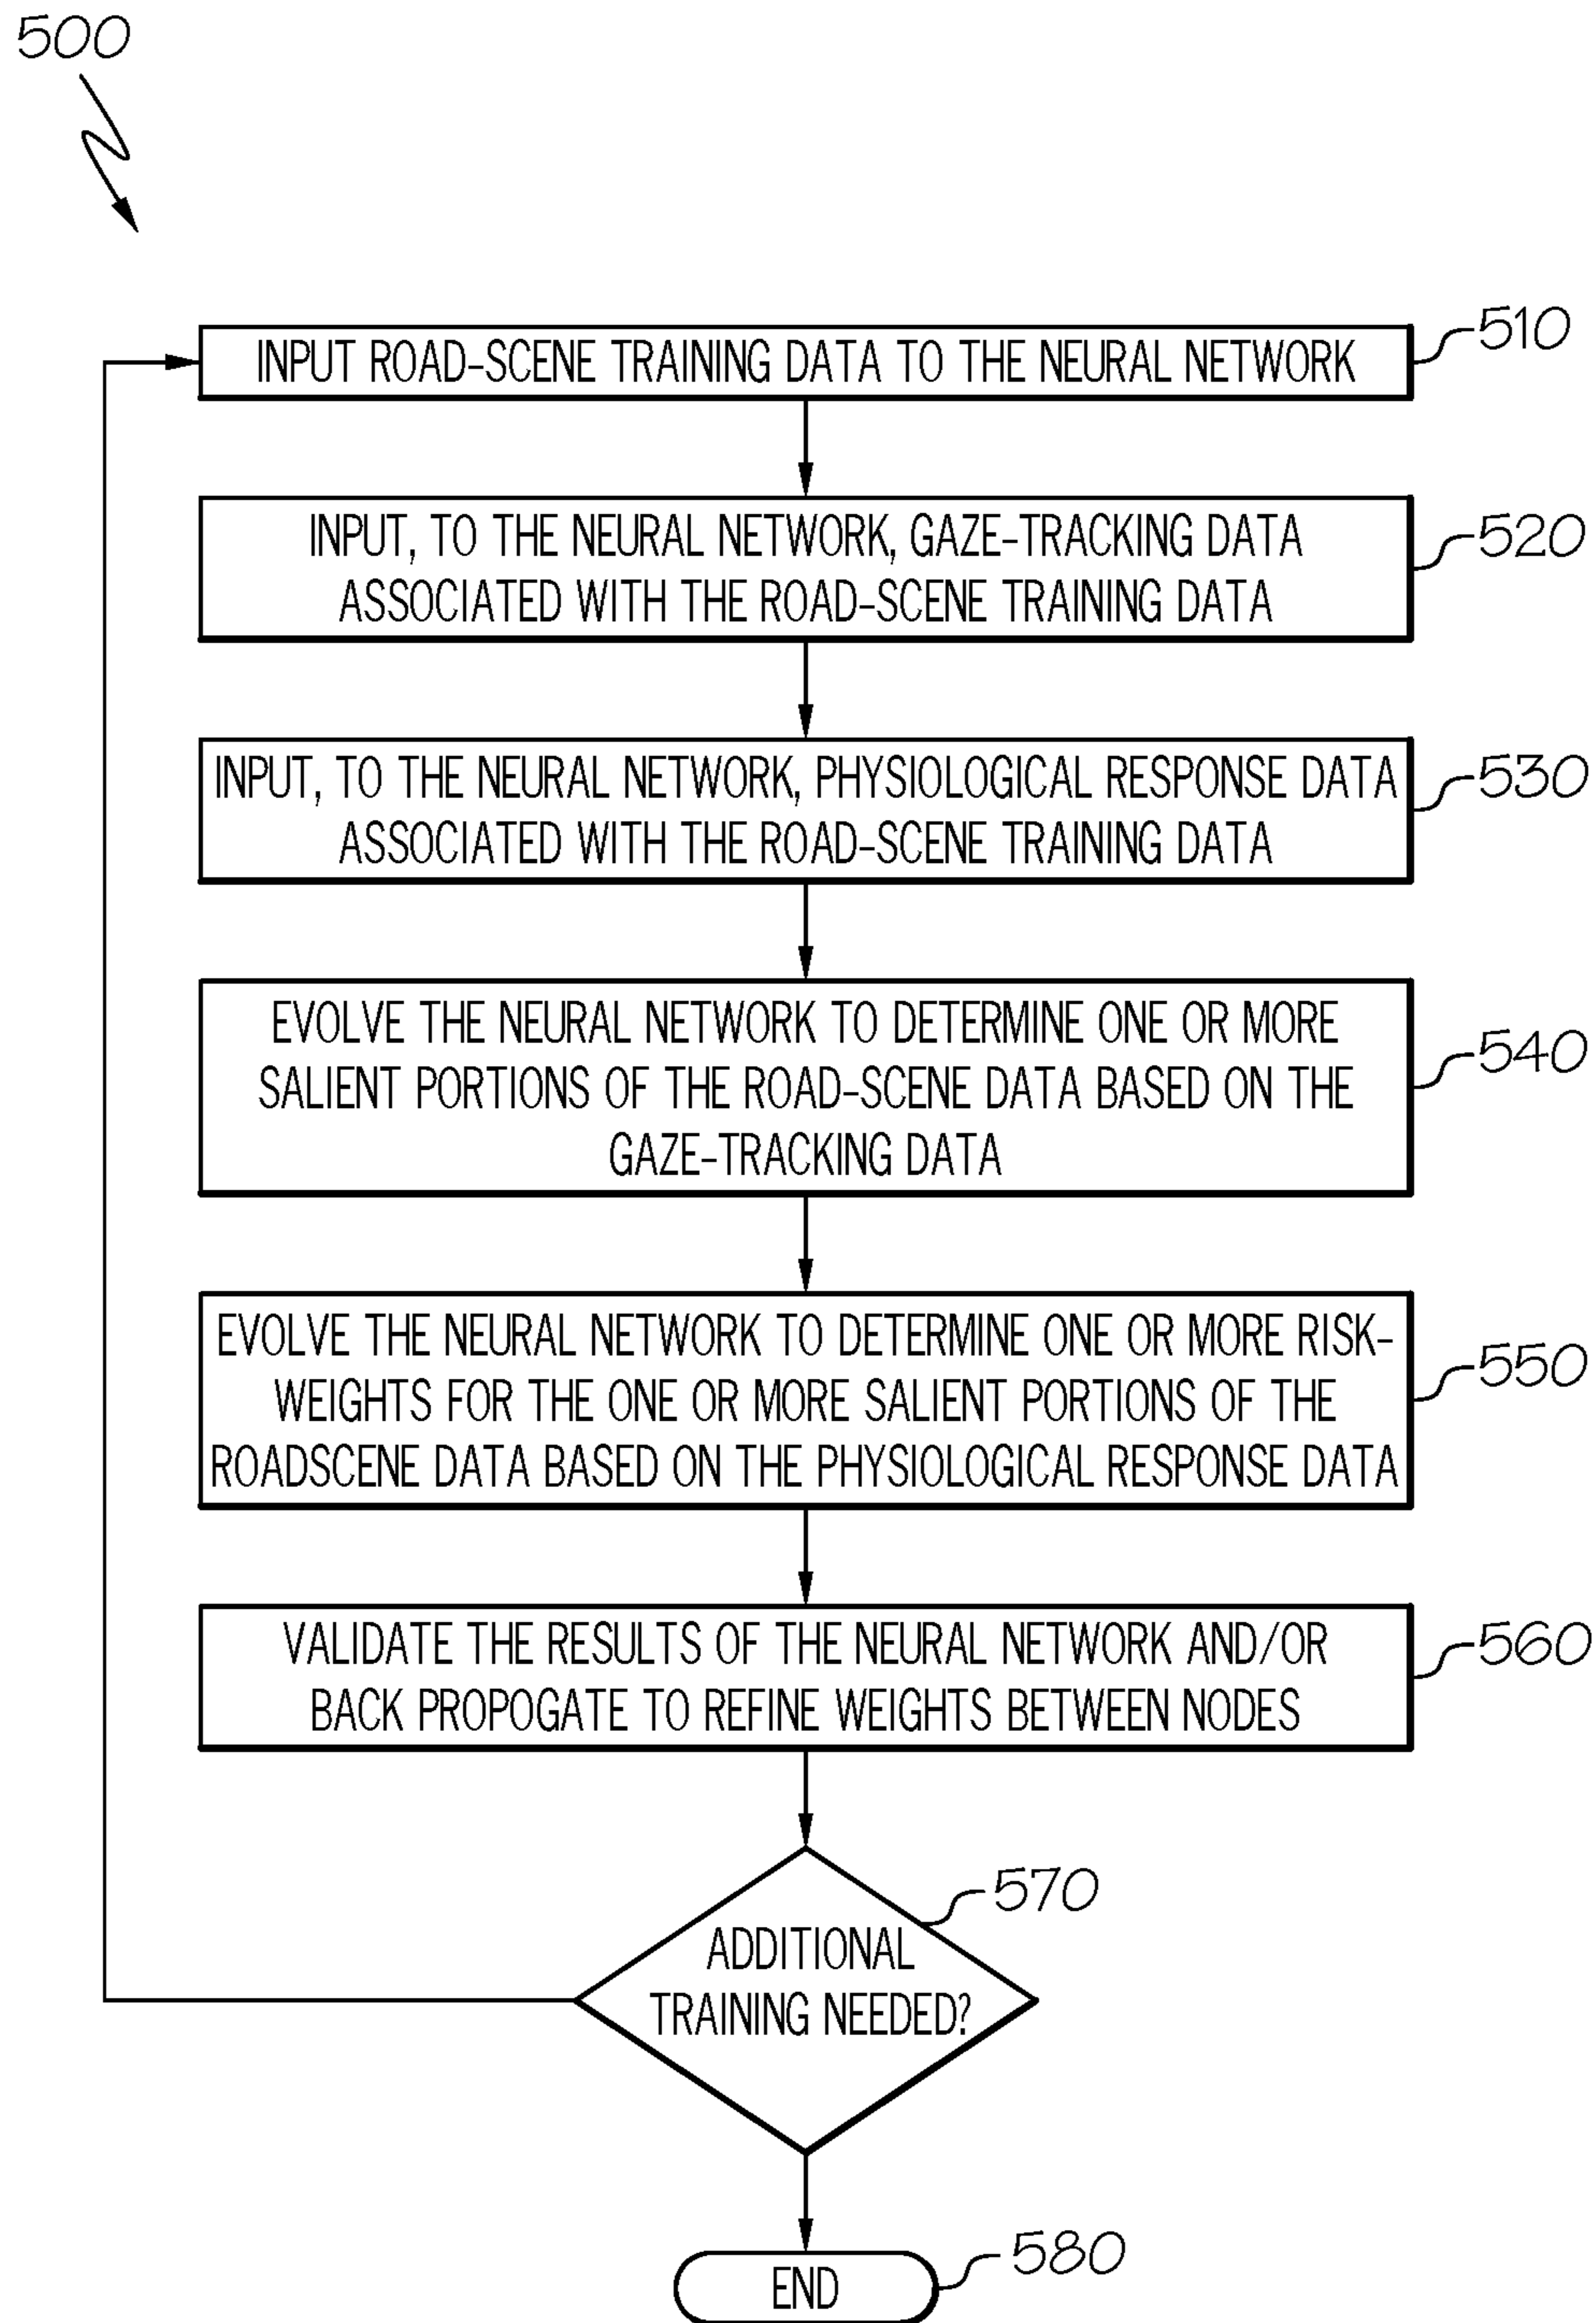 500
INPUT ROAD-SCENE TRAINING DATA TO THE NEURAL NETWORK
510
INPUT, TO THE NEURAL NETWORK, GAZE-TRACKING DATA
ASSOCIATED WITH THE ROAD-SCENE TRAINING DATA
520
INPUT, TO THE NEURAL NETWORK, PHYSIOLOGICAL RESPONSE DATA
ASSOCIATED WITH THE ROAD-SCENE TRAINING DATA
530
EVOLVE THE NEURAL NETWORK TO DETERMINE ONE OR MORE
SALIENT PORTIONS OF THE ROAD-SCENE DATA BASED ON THE
GAZE-TRACKING DATA
540
EVOLVE THE NEURAL NETWORK TO DETERMINE ONE OR MORE RISK-
WEIGHTS FOR THE ONE OR MORE SALIENT PORTIONS OF THE
ROADSCENE DATA BASED ON THE PHYSIOLOGICAL RESPONSE DATA
550
VALIDATE THE RESULTS OF THE NEURAL NETWORK AND/OR
BACK PROPOGATE TO REFINE WEIGHTS BETWEEN NODES
560
570
ADDITIONAL
TRAINING NEEDED?
END
580